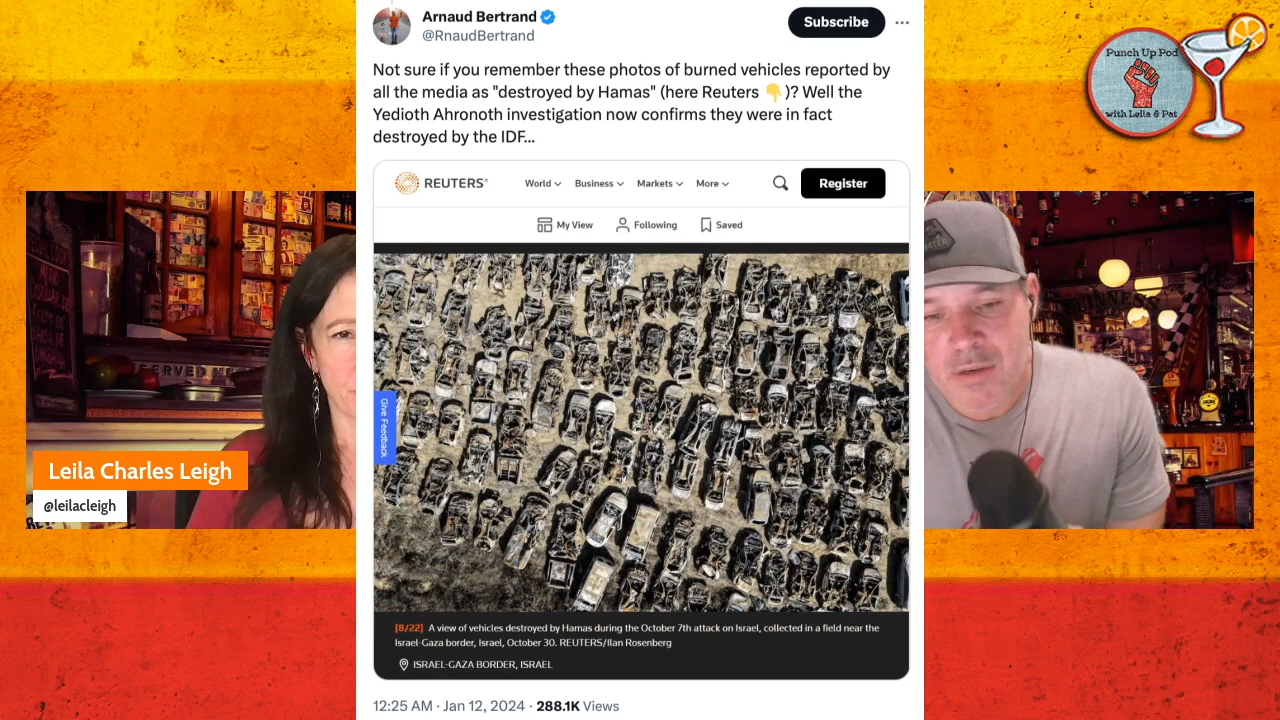 Arnaud Bertrand
@RnaudBertrand
Subscribe
Not sure if you remember these photos of burned vehicles reported by
all the media as "destroyed by Hamas" (here Reuters 👇)? Well the
Yedioth Ahronoth investigation now confirms they were in fact
destroyed by the IDF...
REUTERS®
World
Business
Markets
More
Register
My View
Following
Saved
Give Feedback
[8/22] A view of vehicles destroyed by Hamas during the October 7th attack on Israel, collected in a field near the
Israel-Gaza border, Israel, October 30. REUTERS/Ilan Rosenberg
ISRAEL-GAZA BORDER, ISRAEL
12:25 AM · Jan 12, 2024 · 288.1K Views
Punch Up Pod
with Leila & Pat
SERVED
Leila Charles Leigh
@leilacleigh
GUINNESS